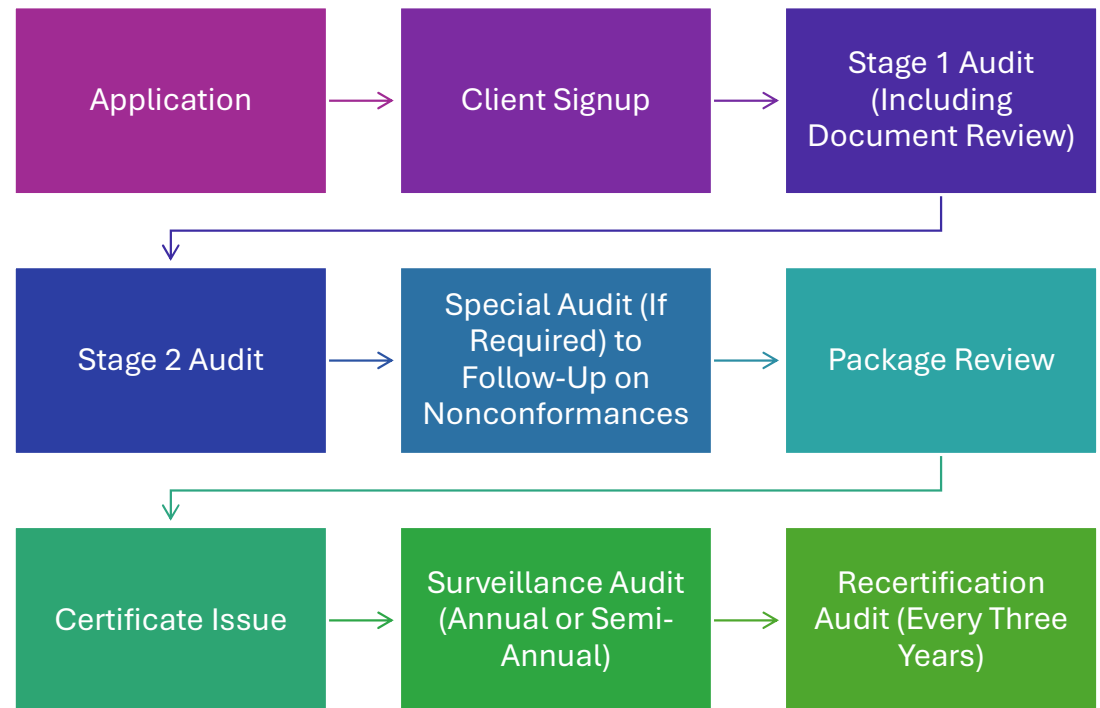 Application
Client Signup
Stage 1 Audit
(Including
Document Review)
Stage 2 Audit
Special Audit (If
Required) to
Follow-Up on
Nonconformances
Package Review
Certificate Issue
Surveillance Audit
(Annual or Semi-
Annual)
Recertification
Audit (Every Three
Years)